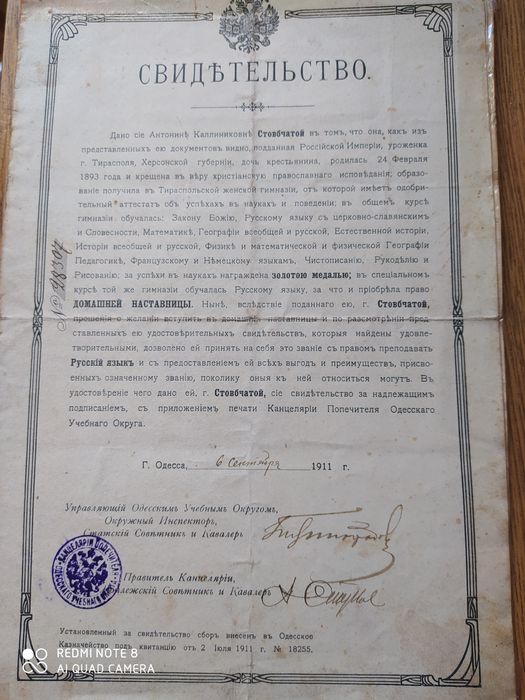 СВИДѢТЕЛЬСТВО.
Дано сіе Антонинѣ Каллиниковнѣ Стовбчатой въ томъ, что она, какъ изъ
представленныхъ ею документовъ видно, подданная Россійской Имперіи, уроженка
г. Тирасполя, Херсонской губерніи, дочь крестьянина, родилась 24 Февраля
1893 года и крещена въ вѣру христіанскую православнаго исповѣданія; образо-
ваніе получила въ Тираспольской женской гимназіи, отъ которой имѣетъ одобритель-
ный аттестатъ объ успѣхахъ въ наукахъ и поведеніи; въ общемъ курсѣ
гимназіи обучалась: Закону Божію, Русскому языку съ церковно-славянскимъ
и Словесности, Математикѣ, Географіи всеобщей и русской, Естественной исторіи,
Исторіи всеобщей и русской, Физикѣ и математической и физической Географіи
Педагогикѣ, Французскому и Нѣмецкому языкамъ, Чистописанію, Рукодѣлію и
Рисованію; за успѣхи въ наукахъ награждена золотою медалью; въ спеціальномъ
курсѣ той же гимназіи обучалась Русскому языку, за что и пріобрѣла право
ДОМАШНЕЙ НАСТАВНИЦЫ. Нынѣ, вслѣдствіе поданнаго ею, г. Стовбчатой,
прошенія о желаніи вступить въ домашнія наставницы и по разсмотрѣніи пред-
ставленныхъ ею удостовѣрительныхъ свидѣтельствъ, которыя найдены удовле-
творительными, дозволено ей принять на себя это званіе съ правомъ преподавать
Русскій языкъ и съ предоставленіемъ ей всѣхъ выгодъ и преимуществъ, присво-
енныхъ означенному званію, поколику оныя къ ней относиться могутъ. Въ
удостовѣреніе чего дано ей, г. Стовбчатой, сіе свидѣтельство за надлежащимъ
подписаніемъ, съ приложеніемъ печати Канцеляріи Попечителя Одесскаго
Учебнаго Округа.
№ 28307
Г. Одесса, 6 Сентября 1911 г.
Управляющій Одесскимъ Учебнымъ Округомъ,
Окружный Инспекторъ,
Статскій Совѣтникъ и Кавалеръ
Правитель Канцеляріи,
Коллежскій Совѣтникъ и Кавалеръ
Установленный за свидѣтельство сборъ внесенъ въ Одесское
Казначейство подъ квитанцію отъ 2 Іюля 1911 г. № 18255.
REDMI NOTE 8
AI QUAD CAMERA